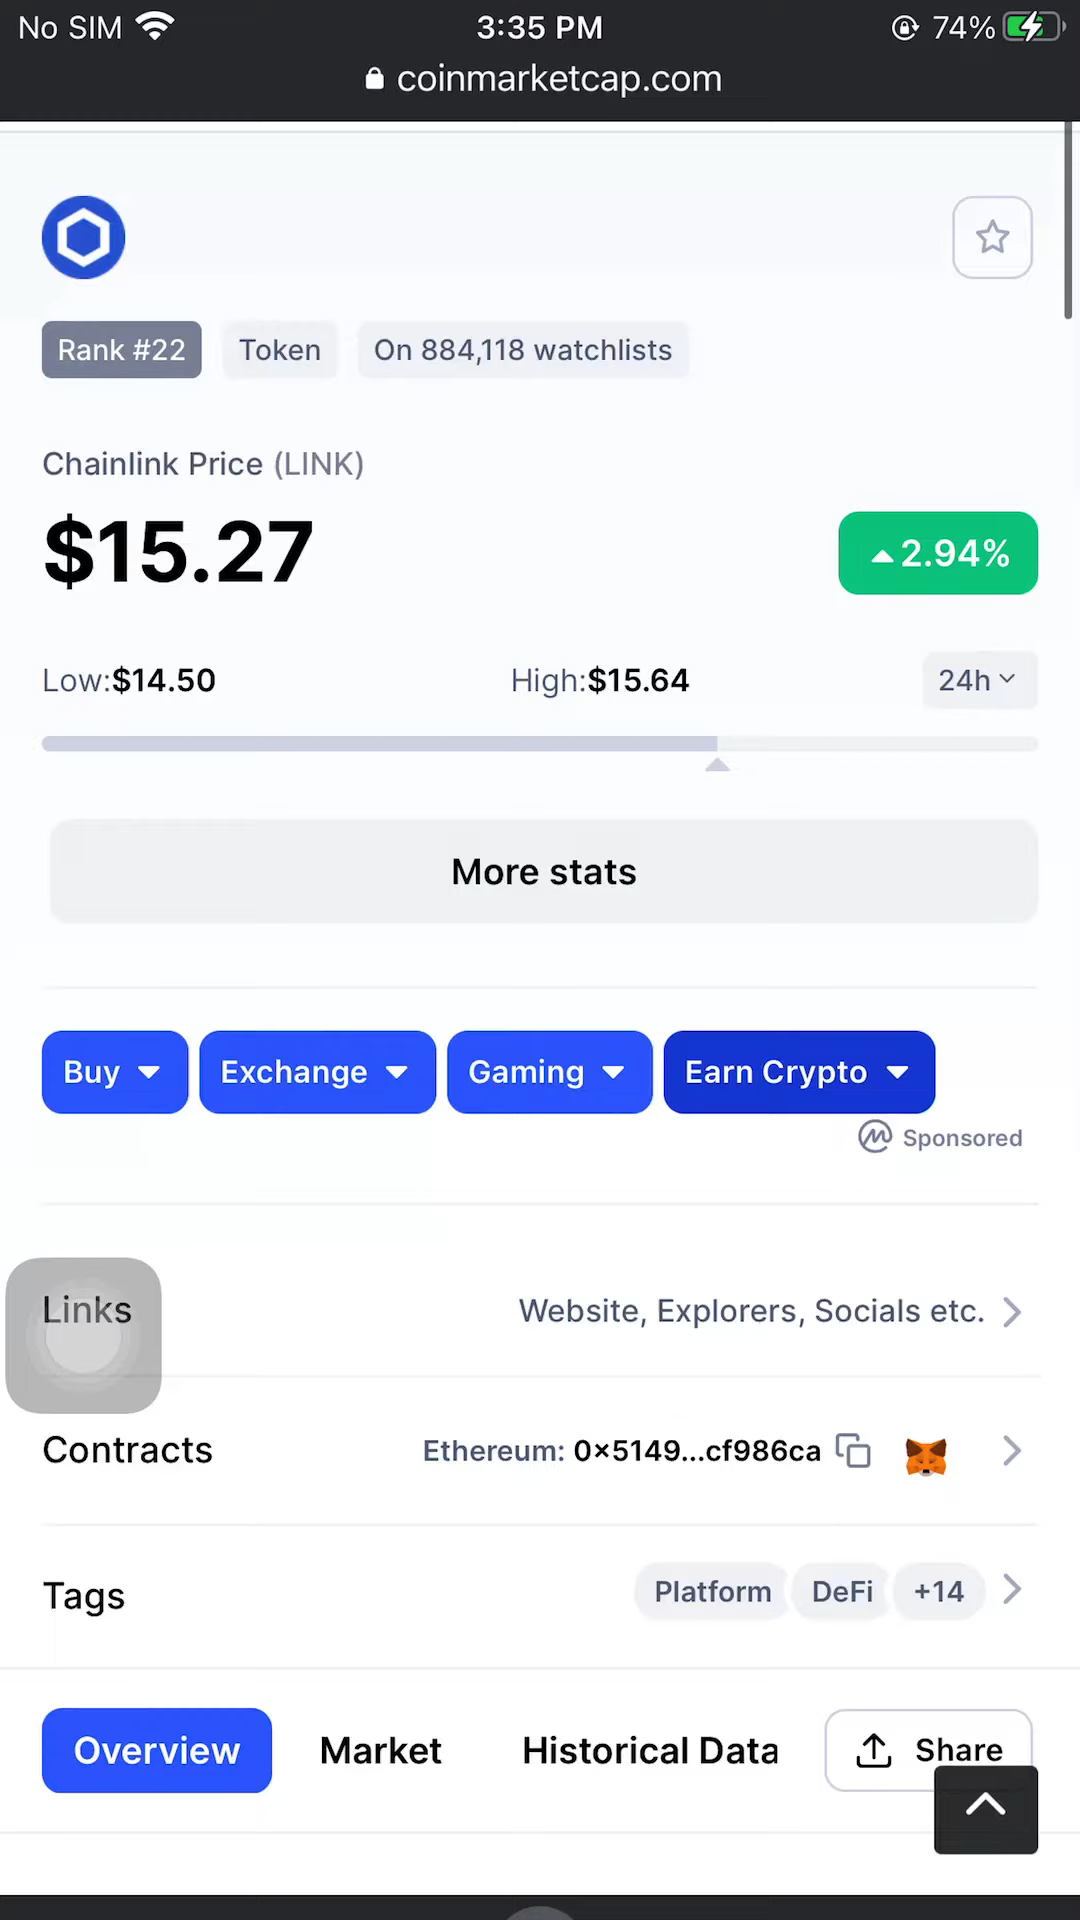 No SIM 3:35 PM 74%
coinmarketcap.com
Rank #22 Token On 884,118 watchlists
Chainlink Price (LINK)
$15.27 2.94%
Low:$14.50 High:$15.64 24h
More stats
Buy Exchange Gaming Earn Crypto
Sponsored
Links Website, Explorers, Socials etc.
Contracts Ethereum: 0x5149...cf986ca
Tags Platform DeFi +14
Overview Market Historical Data Share